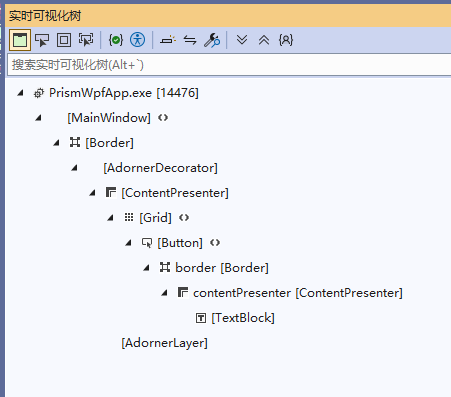 实时可视化树
搜索实时可视化树(Alt+`)
PrismWpfApp.exe [14476]
[MainWindow]
[Border]
[AdornerDecorator]
[ContentPresenter]
[Grid]
[Button]
border [Border]
contentPresenter [ContentPresenter]
[TextBlock]
[AdornerLayer]